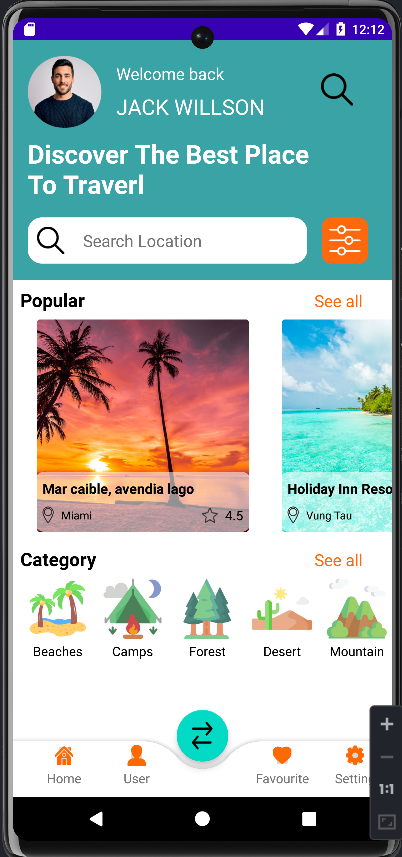 12:12
Welcome back
JACK WILLSON
Discover The Best Place
To Traverl
Search Location
Popular
See all
Mar caible, avendia lago
Miami
4.5
Holiday Inn Reso
Vung Tau
Category
See all
Beaches
Camps
Forest
Desert
Mountain
Home
User
Favourite
Settin
1:1